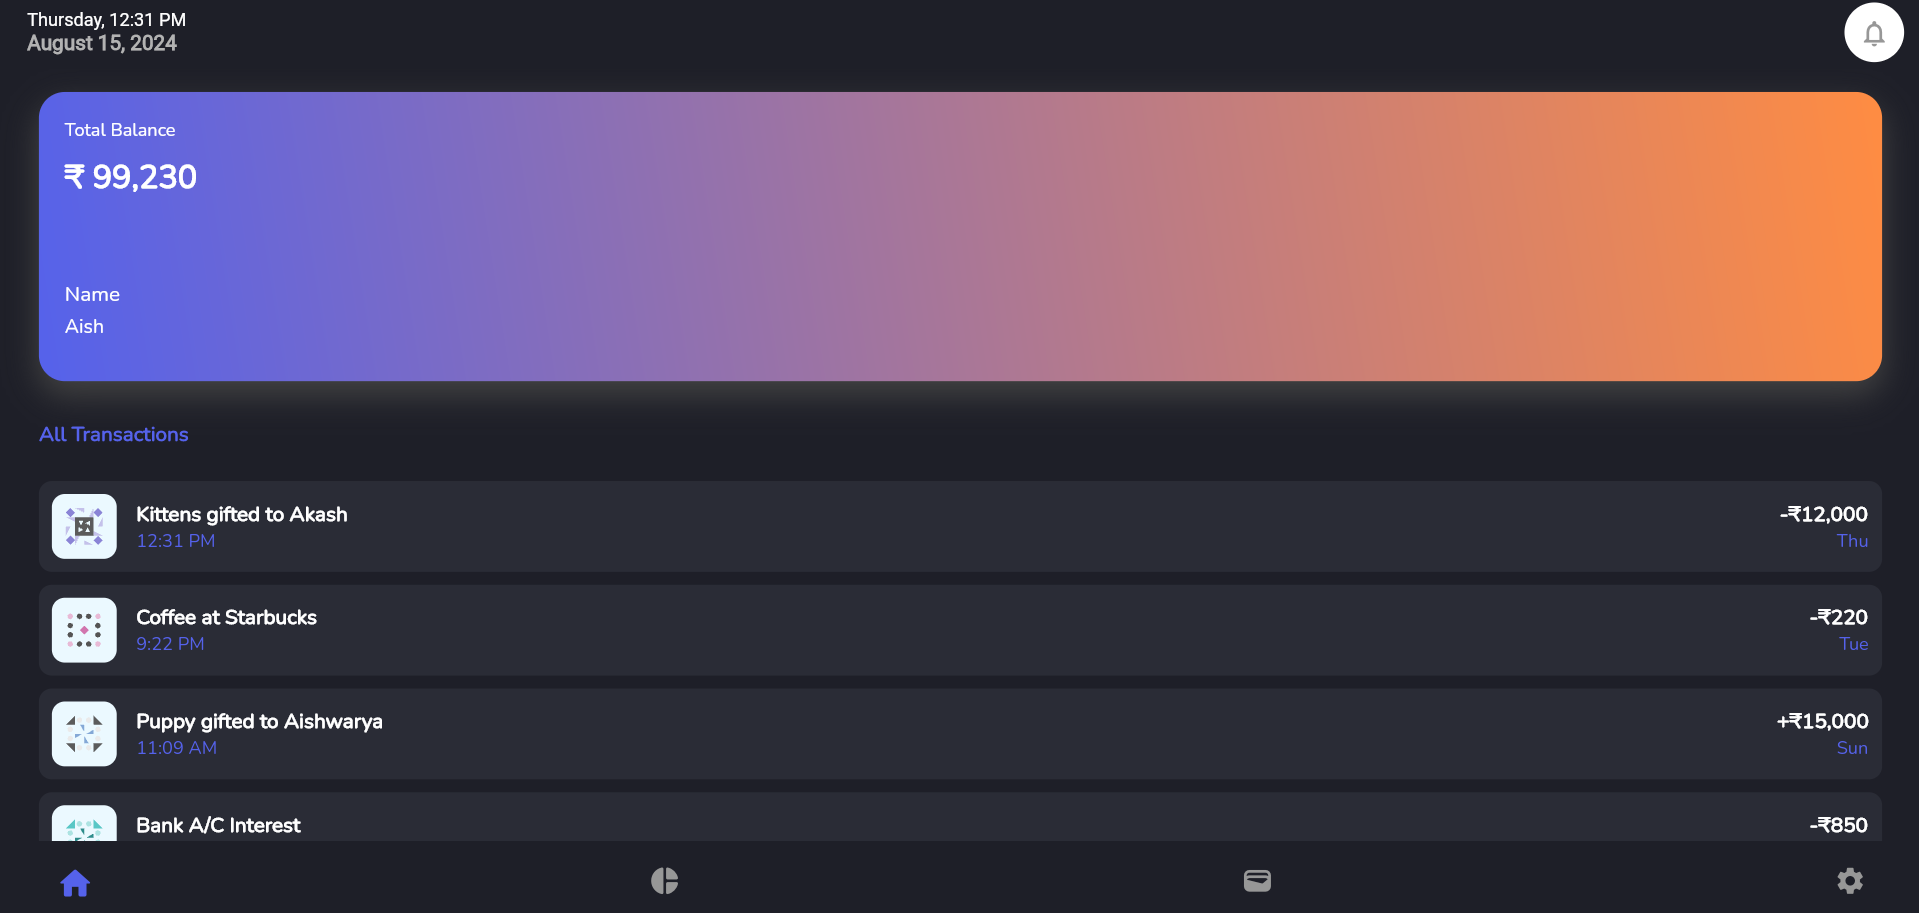 Thursday, 12:31 PM
August 15, 2024
Total Balance
₹ 99,230
Name
Aish
All Transactions
Kittens gifted to Akash
-₹12,000
12:31 PM
Thu
Coffee at Starbucks
-₹220
9:22 PM
Tue
Puppy gifted to Aishwarya
+₹15,000
11:09 AM
Sun
Bank A/C Interest
-₹850